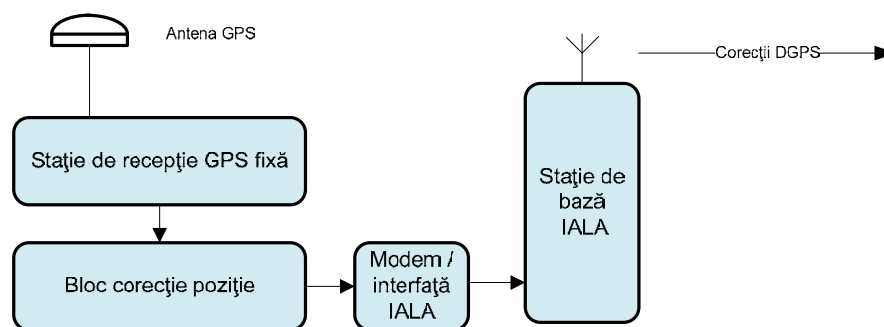 Antena GPS
Corecţii DGPS
Staţie de recepţie GPS fixă
Staţie de
bază
IALA
Bloc corecţie poziţie
Modem /
interfaţă
IALA